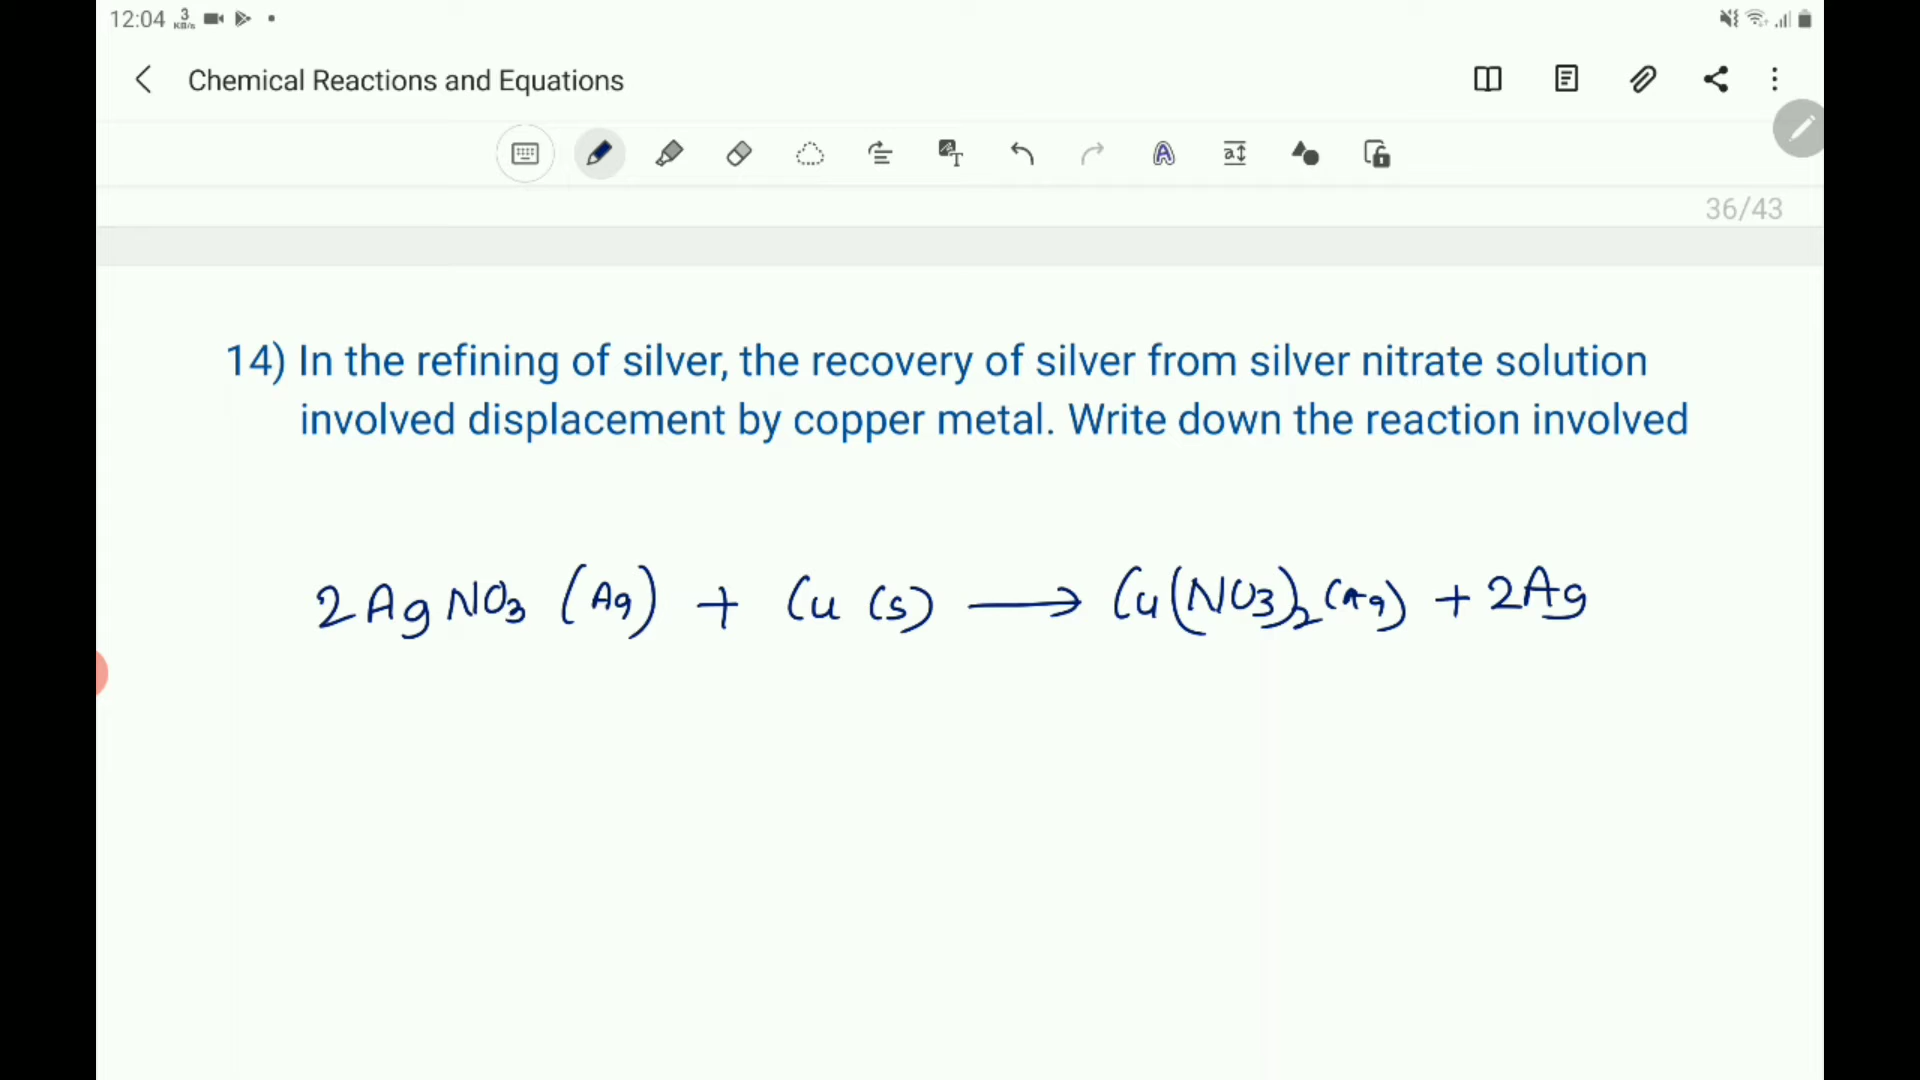 12:04 3 KB/s
Chemical Reactions and Equations
36/43
14) In the refining of silver, the recovery of silver from silver nitrate solution
involved displacement by copper metal. Write down the reaction involved
2AgNO₃ (Aq) + Cu (s) ⟶ Cu(NO₃)₂ (Aq) + 2Ag